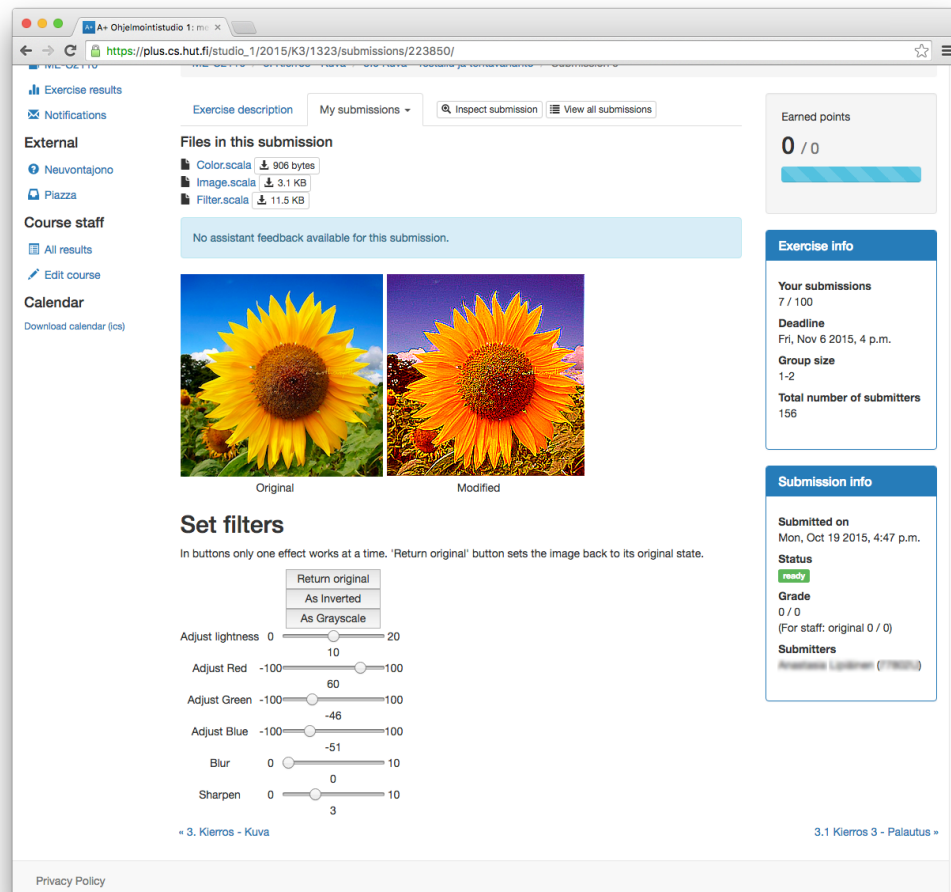 A+ Ohjelmointistudio 1: me
https://plus.cs.hut.fi/studio_1/2015/K3/1323/submissions/223850/
Exercise results
Notifications
External
Neuvontajono
Piazza
Course staff
All results
Edit course
Calendar
Download calendar (ics)
Exercise description
My submissions
Inspect submission
View all submissions
Files in this submission
Color.scala 906 bytes
Image.scala 3.1 KB
Filter.scala 11.5 KB
No assistant feedback available for this submission.
Original
Modified
Set filters
In buttons only one effect works at a time. 'Return original' button sets the image back to its original state.
Return original
As Inverted
As Grayscale
Adjust lightness 0 20
10
Adjust Red -100 100
60
Adjust Green -100 100
-46
Adjust Blue -100 100
-51
Blur 0 10
0
Sharpen 0 10
3
« 3. Kierros - Kuva
3.1 Kierros 3 - Palautus »
Earned points
0 / 0
Exercise info
Your submissions
7 / 100
Deadline
Fri, Nov 6 2015, 4 p.m.
Group size
1-2
Total number of submitters
156
Submission info
Submitted on
Mon, Oct 19 2015, 4:47 p.m.
Status
ready
Grade
0 / 0
(For staff: original 0 / 0)
Submitters
Privacy Policy